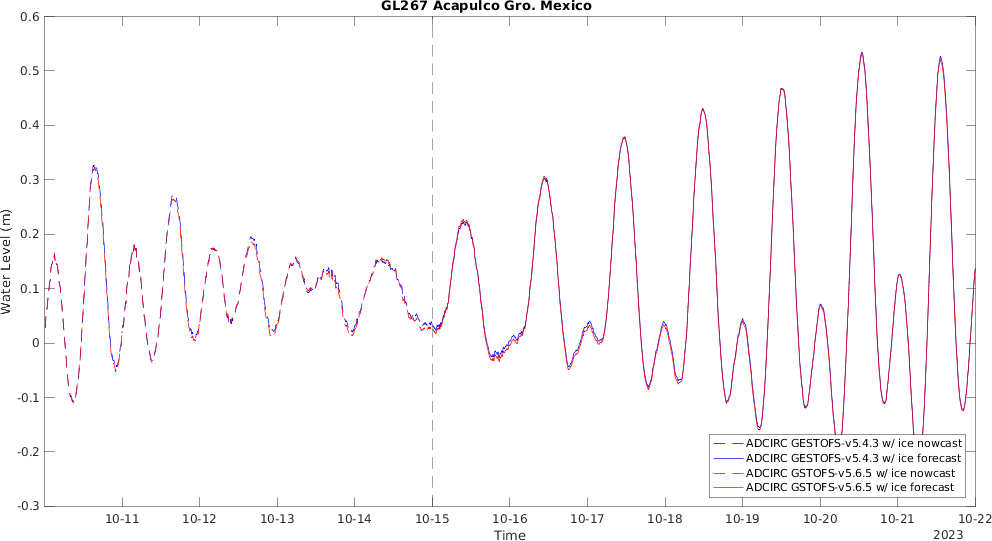 GL267 Acapulco Gro. Mexico
0.6
0.5
0.4
0.3
0.2
0.1
0
-0.1
-0.2
-0.3
Water Level (m)
ADCIRC GESTOFS-v5.4.3 w/ ice nowcast
ADCIRC GESTOFS-v5.4.3 w/ ice forecast
ADCIRC GSTOFS-v5.6.5 w/ ice nowcast
ADCIRC GSTOFS-v5.6.5 w/ ice forecast
10-11 10-12 10-13 10-14 10-15 10-16 10-17 10-18 10-19 10-20 10-21 10-22
Time
2023